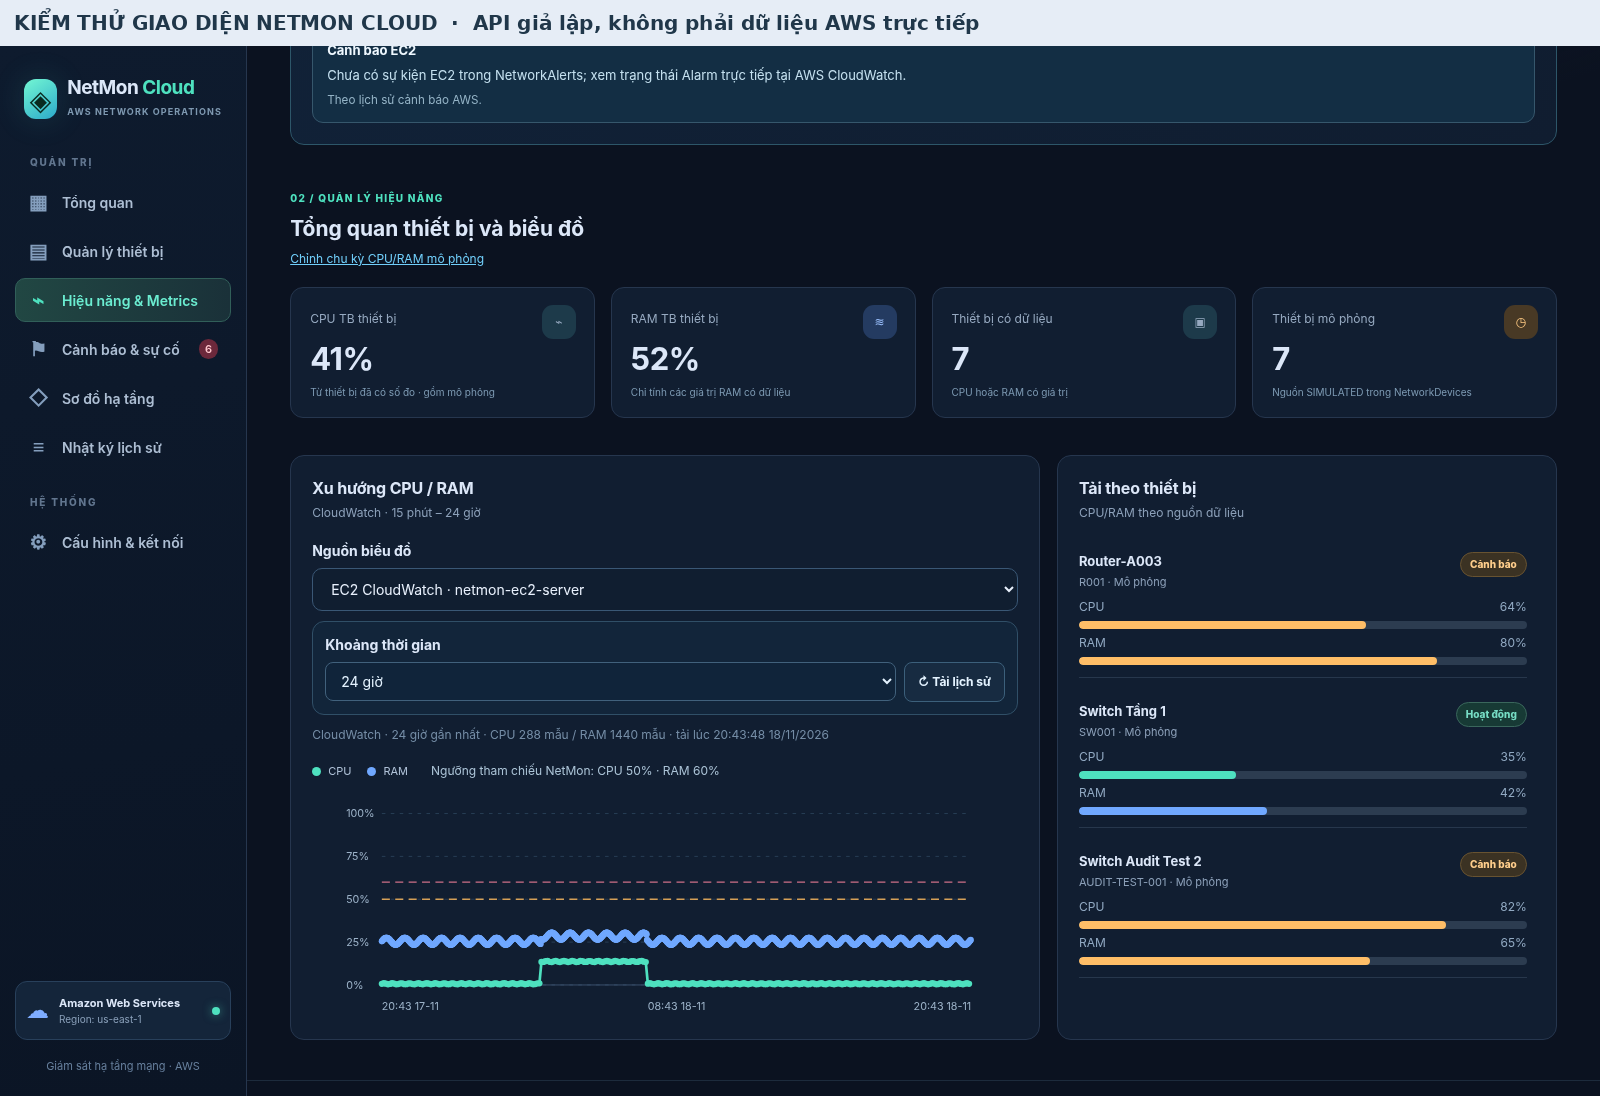 KIỂM THỬ GIAO DIỆN NETMON CLOUD · API giả lập, không phải dữ liệu AWS trực tiếp
NetMon Cloud
AWS NETWORK OPERATIONS
QUẢN TRỊ
Tổng quan
Quản lý thiết bị
Hiệu năng & Metrics
Cảnh báo & sự cố 6
Sơ đồ hạ tầng
Nhật ký lịch sử
HỆ THỐNG
Cấu hình & kết nối
Amazon Web Services
Region: us-east-1
Giám sát hạ tầng mạng · AWS
Cảnh báo EC2
Chưa có sự kiện EC2 trong NetworkAlerts; xem trạng thái Alarm trực tiếp tại AWS CloudWatch.
Theo lịch sử cảnh báo AWS.
02 / QUẢN LÝ HIỆU NĂNG
Tổng quan thiết bị và biểu đồ
Chỉnh chu kỳ CPU/RAM mô phỏng
CPU TB thiết bị
41%
Từ thiết bị đã có số đo · gồm mô phỏng
RAM TB thiết bị
52%
Chỉ tính các giá trị RAM có dữ liệu
Thiết bị có dữ liệu
7
CPU hoặc RAM có giá trị
Thiết bị mô phỏng
7
Nguồn SIMULATED trong NetworkDevices
Xu hướng CPU / RAM
CloudWatch · 15 phút – 24 giờ
Nguồn biểu đồ
EC2 CloudWatch · netmon-ec2-server
Khoảng thời gian
24 giờ
↻ Tải lịch sử
CloudWatch · 24 giờ gần nhất · CPU 288 mẫu / RAM 1440 mẫu · tải lúc 20:43:48 18/11/2026
CPU RAM Ngưỡng tham chiếu NetMon: CPU 50% · RAM 60%
100%
75%
50%
25%
0%
20:43 17-11 08:43 18-11 20:43 18-11
Tải theo thiết bị
CPU/RAM theo nguồn dữ liệu
Router-A003 Cảnh báo
R001 · Mô phỏng
CPU 64%
RAM 80%
Switch Tầng 1 Hoạt động
SW001 · Mô phỏng
CPU 35%
RAM 42%
Switch Audit Test 2 Cảnh báo
AUDIT-TEST-001 · Mô phỏng
CPU 82%
RAM 65%